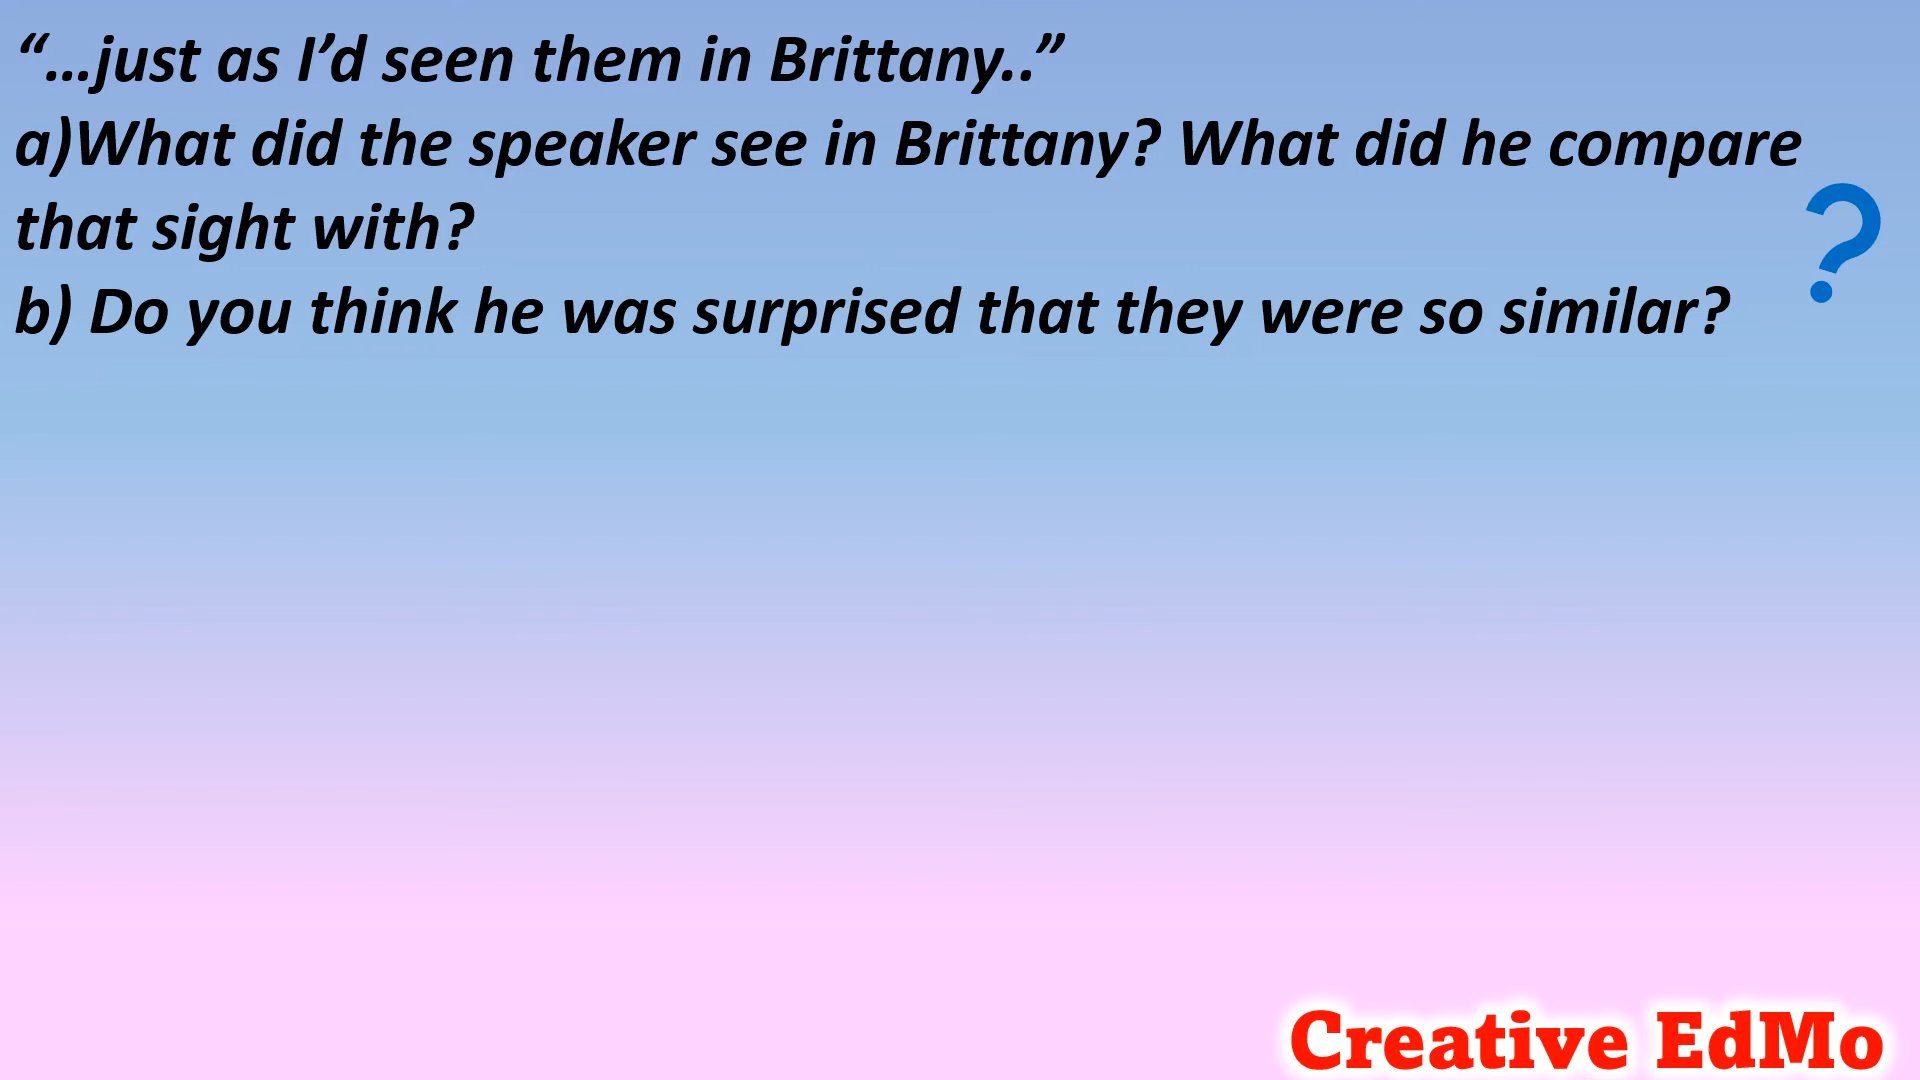 “...just as I’d seen them in Brittany..”
a)What did the speaker see in Brittany? What did he compare
that sight with?
b) Do you think he was surprised that they were so similar?
?
Creative EdMo